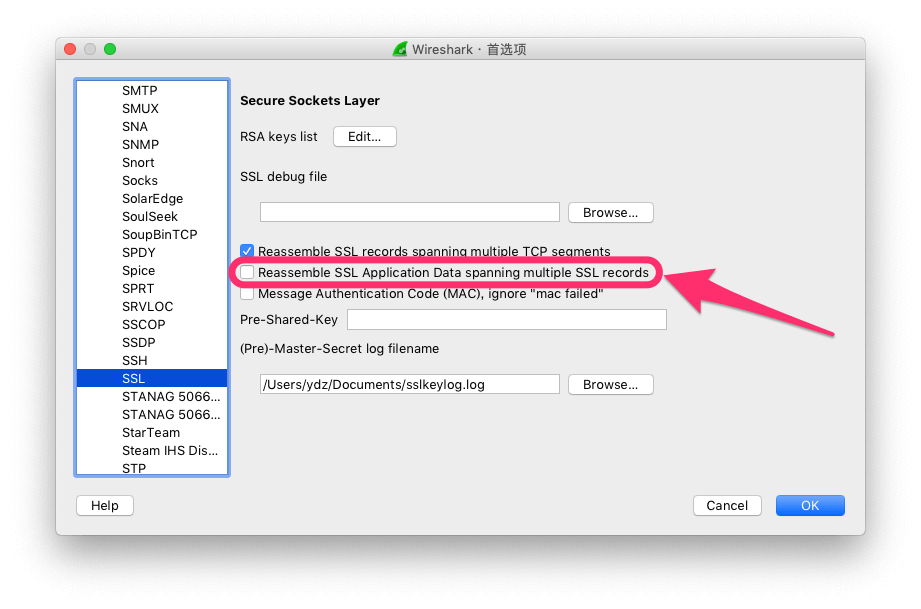 Wireshark · 首选项
SMTP
SMUX
SNA
SNMP
Snort
Socks
SolarEdge
SoulSeek
SoupBinTCP
SPDY
Spice
SPRT
SRVLOC
SSCOP
SSDP
SSH
SSL
STANAG 5066...
STANAG 5066...
StarTeam
Steam IHS Dis...
STP
Secure Sockets Layer
RSA keys list Edit...
SSL debug file
Browse...
Reassemble SSL records spanning multiple TCP segments
Reassemble SSL Application Data spanning multiple SSL records
Message Authentication Code (MAC), ignore "mac failed"
Pre-Shared-Key
(Pre)-Master-Secret log filename
/Users/ydz/Documents/sslkeylog.log Browse...
Help Cancel OK